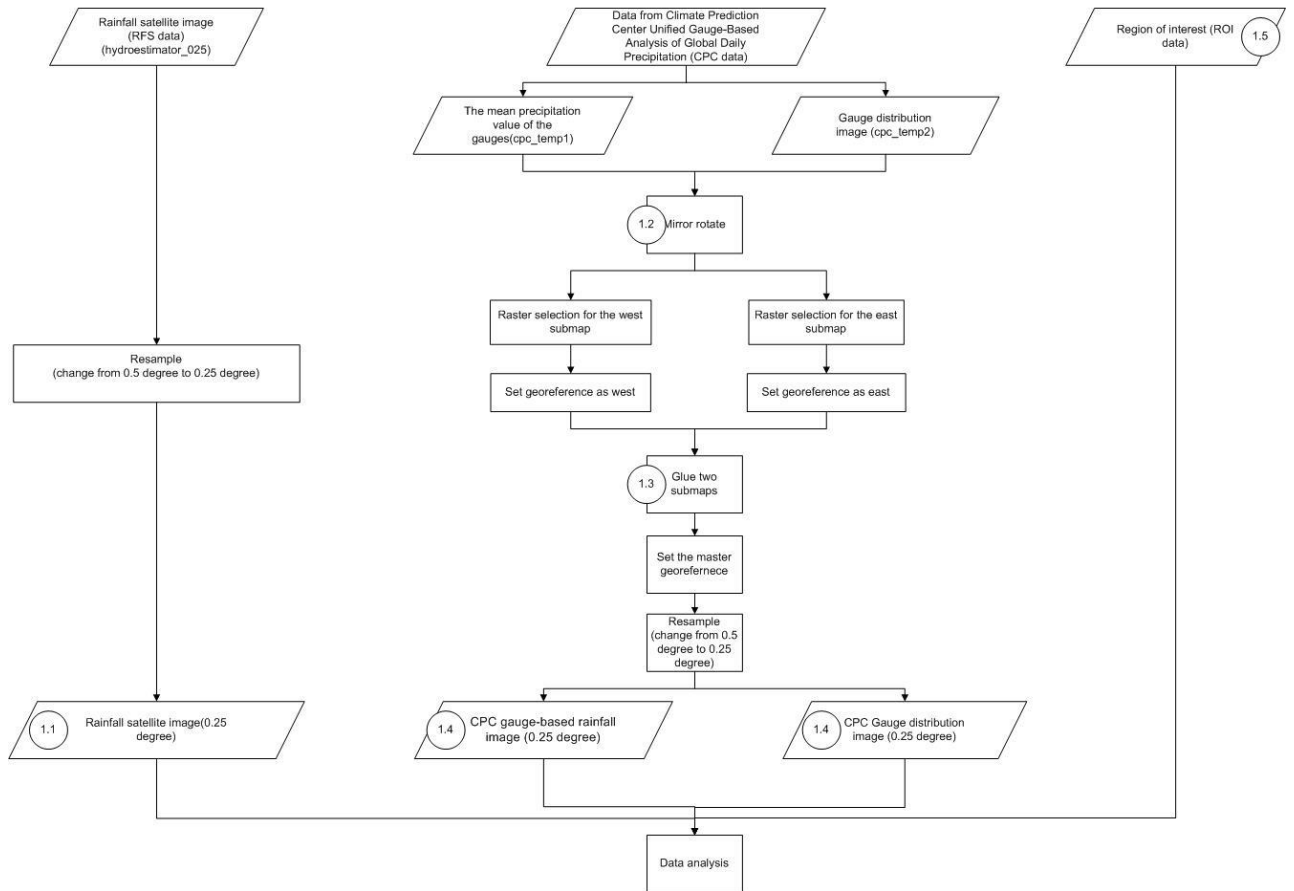 Rainfall satellite image
(RFS data)
(hydroestimator_025)
Data from Climate Prediction
Center Unified Gauge-Based
Analysis of Global Daily
Precipitation (CPC data)
Region of interest (ROI
data)
1.5
The mean precipitation
value of the
gauges(cpc_temp1)
Gauge distribution
image (cpc_temp2)
1.2
Mirror rotate
Raster selection for the west
submap
Raster selection for the east
submap
Resample
(change from 0.5 degree to 0.25 degree)
Set georeference as west
Set georeference as east
1.3
Glue two
submaps
Set the master
georefernece
Resample
(change from 0.5
degree to 0.25
degree)
1.1
Rainfall satellite image(0.25
degree)
1.4
CPC gauge-based rainfall
image (0.25 degree)
1.4
CPC Gauge distribution
image (0.25 degree)
Data analysis